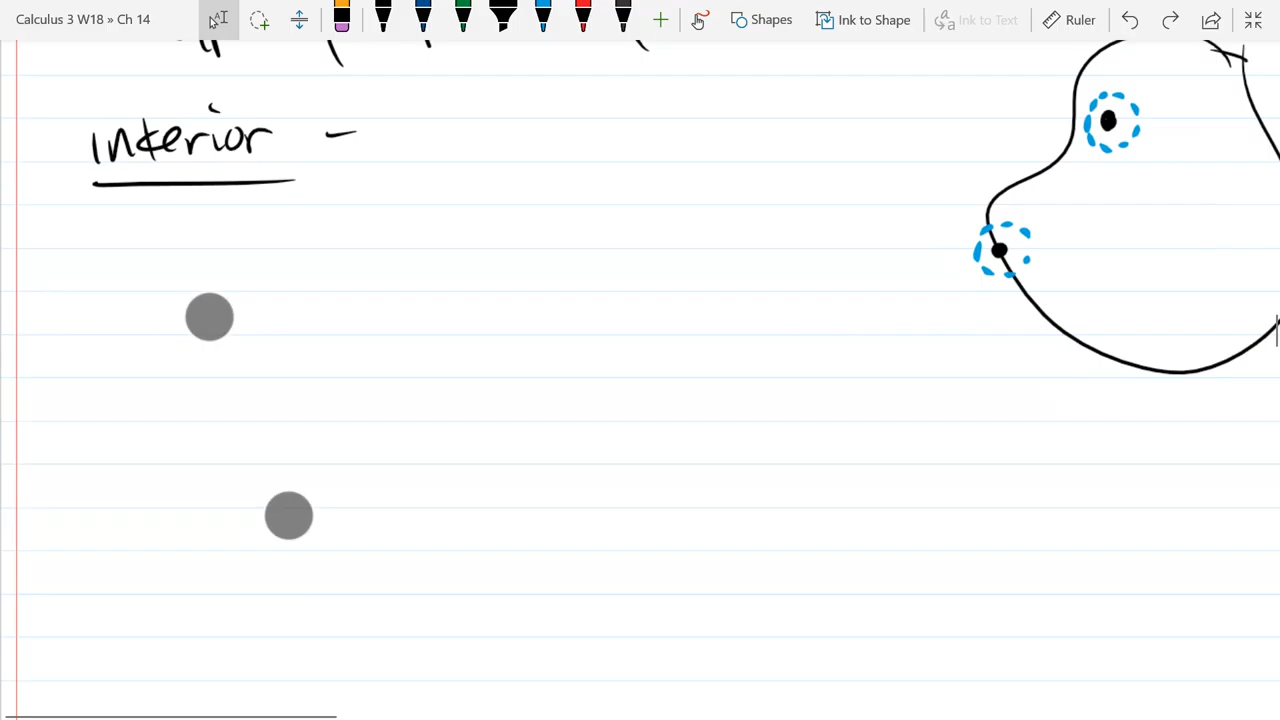 Calculus 3 W18 » Ch 14
Shapes
Ink to Shape
Ink to Text
Ruler
interior -